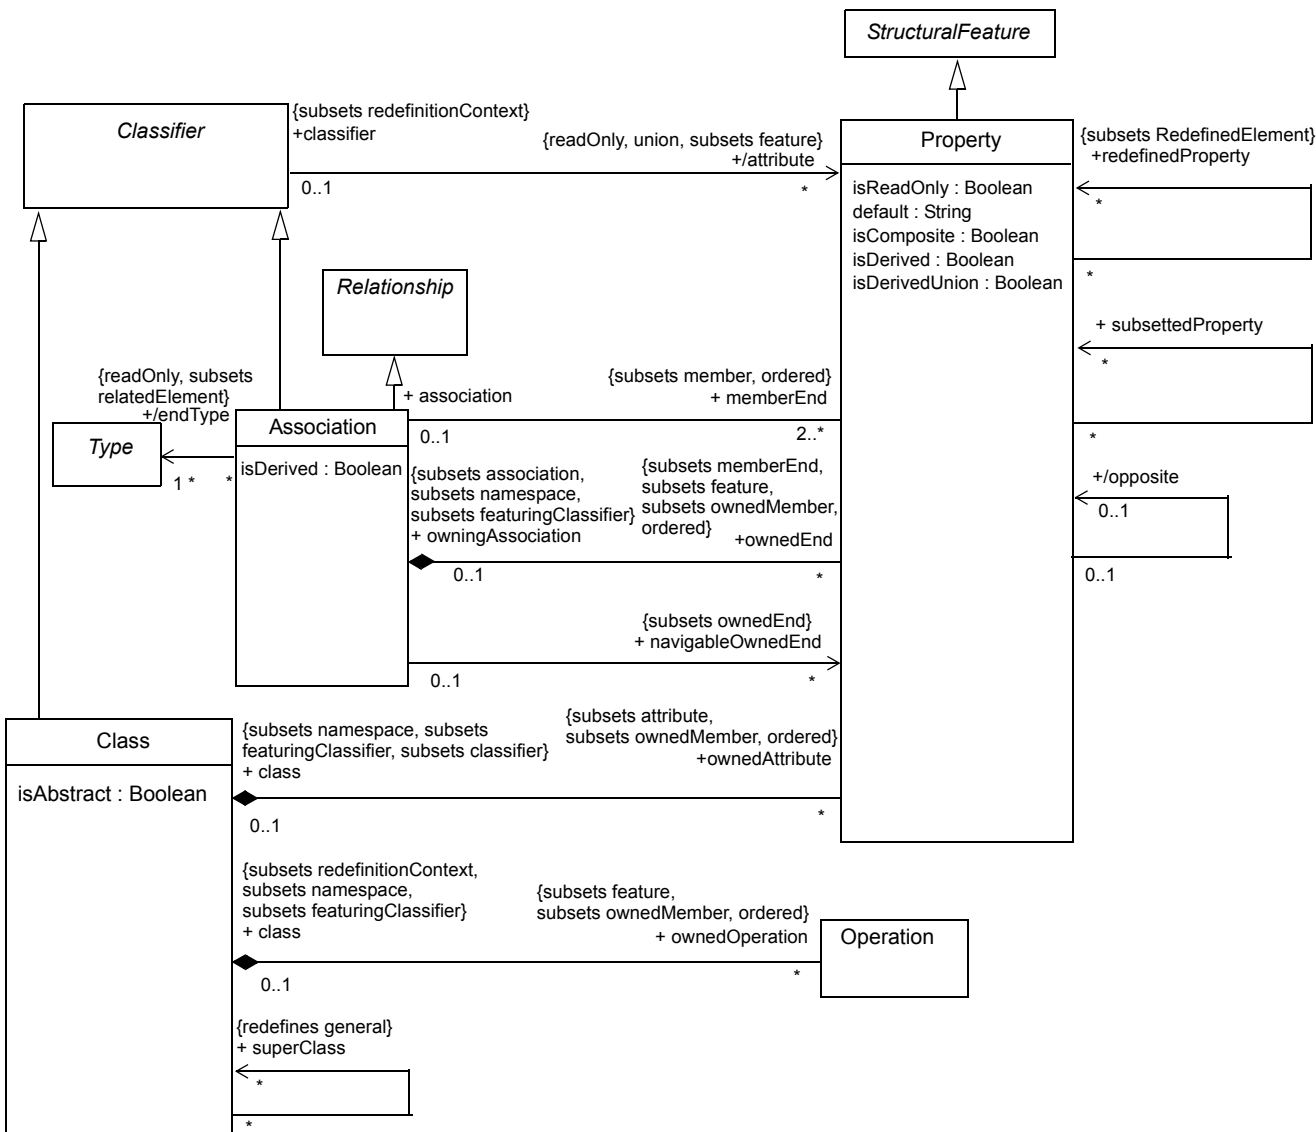 StructuralFeature
Classifier
{subsets redefinitionContext}
+classifier
0..1
{readOnly, union, subsets feature}
+/attribute
*
Property
isReadOnly : Boolean
default : String
isComposite : Boolean
isDerived : Boolean
isDerivedUnion : Boolean
{subsets RedefinedElement}
+redefinedProperty
*
*
+ subsettedProperty
*
*
+/opposite
0..1
0..1
Relationship
{readOnly, subsets
relatedElement}
+/endType
Type
1 *
*
Association
isDerived : Boolean
+ association
0..1
{subsets member, ordered}
+ memberEnd
2..*
{subsets association,
subsets namespace,
subsets featuringClassifier}
+ owningAssociation
0..1
{subsets memberEnd,
subsets feature,
subsets ownedMember,
ordered}
+ownedEnd
*
{subsets ownedEnd}
+ navigableOwnedEnd
0..1
*
Class
isAbstract : Boolean
{subsets namespace, subsets
featuringClassifier, subsets classifier}
+ class
0..1
{subsets attribute,
subsets ownedMember, ordered}
+ownedAttribute
*
{subsets redefinitionContext,
subsets namespace,
subsets featuringClassifier}
+ class
0..1
{subsets feature,
subsets ownedMember, ordered}
+ ownedOperation
*
Operation
{redefines general}
+ superClass
*
*